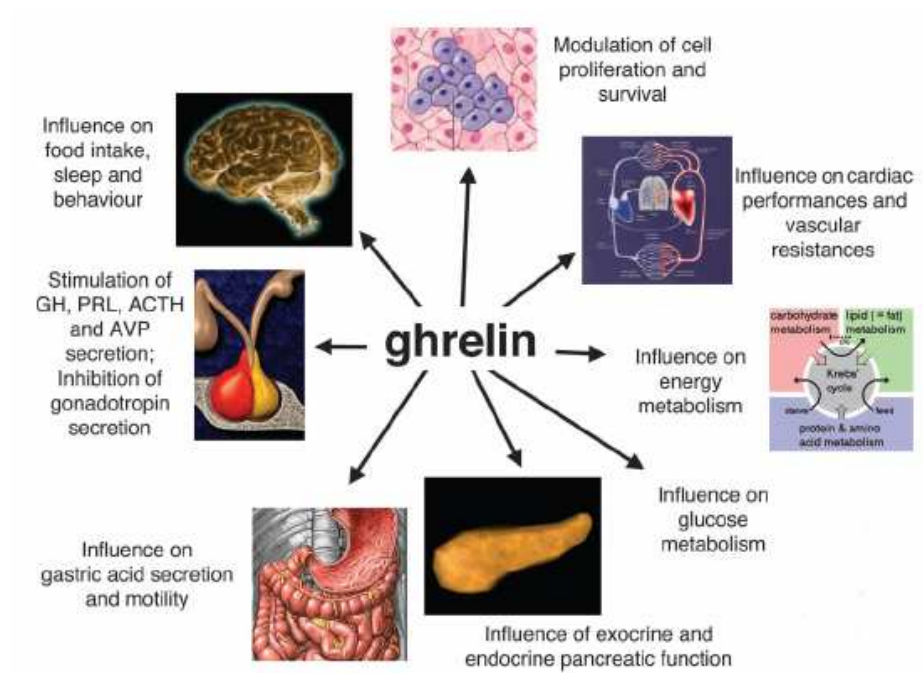 Modulation of cell
proliferation and
survival
Influence on
food intake,
sleep and
behaviour
Influence on cardiac
performances and
vascular
resistances
Stimulation of
GH, PRL, ACTH
and AVP
secretion;
Inhibition of
gonadotropin
secretion
ghrelin
Influence on
energy
metabolism
carbohydrate
metabolism
lipid ( = fat)
metabolism
Krebs'
cycle
protein & amino
acid metabolism
Influence on
glucose
metabolism
Influence on
gastric acid secretion
and motility
Influence of exocrine and
endocrine pancreatic function